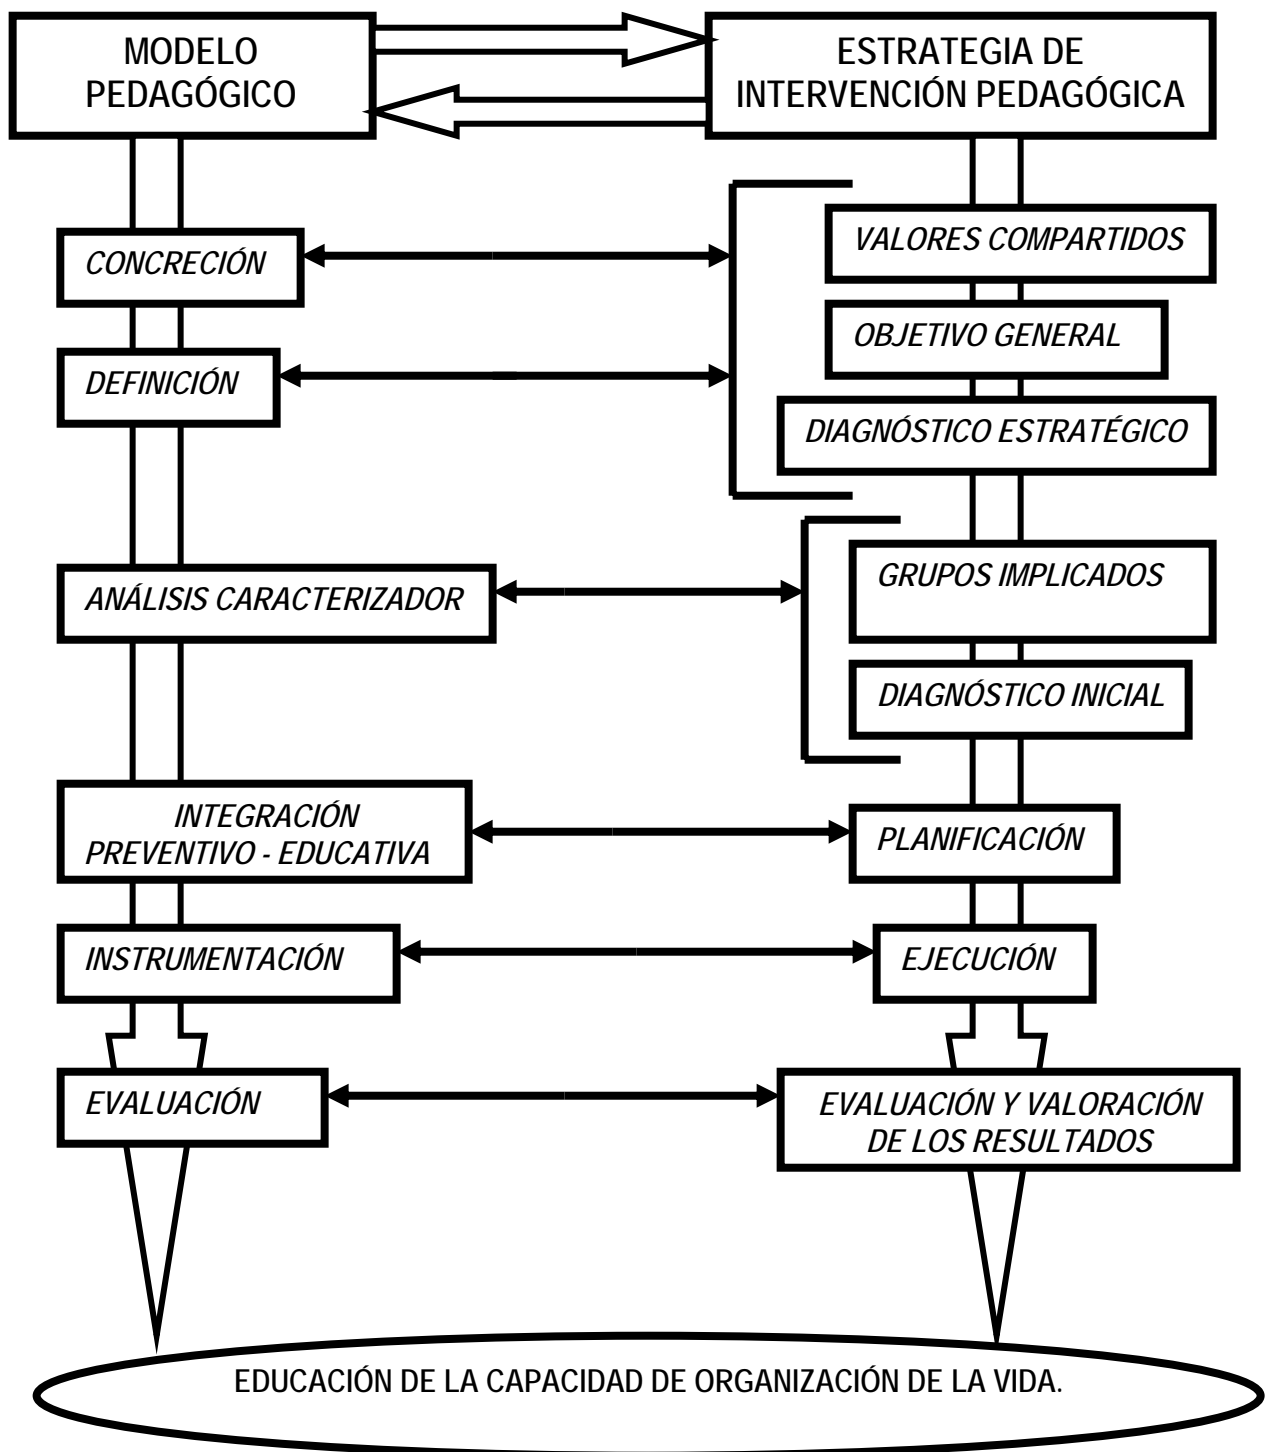 MODELO
PEDAGÓGICO
ESTRATEGIA DE
INTERVENCIÓN PEDAGÓGICA
VALORES COMPARTIDOS
CONCRECIÓN
OBJETIVO GENERAL
DEFINICIÓN
DIAGNÓSTICO ESTRATÉGICO
GRUPOS IMPLICADOS
ANÁLISIS CARACTERIZADOR
DIAGNÓSTICO INICIAL
INTEGRACIÓN
PREVENTIVO - EDUCATIVA
PLANIFICACIÓN
INSTRUMENTACIÓN
EJECUCIÓN
EVALUACIÓN
EVALUACIÓN Y VALORACIÓN
DE LOS RESULTADOS
EDUCACIÓN DE LA CAPACIDAD DE ORGANIZACIÓN DE LA VIDA.